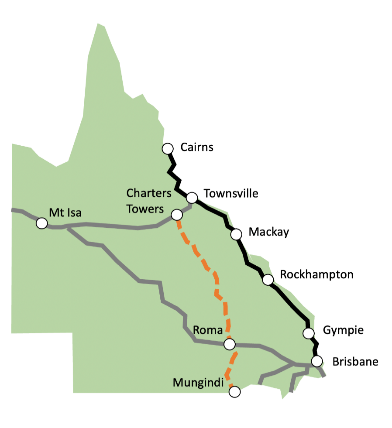 Cairns
Charters
Towers
Townsville
Mt Isa
Mackay
Rockhampton
Roma
Gympie
Brisbane
Mungindi